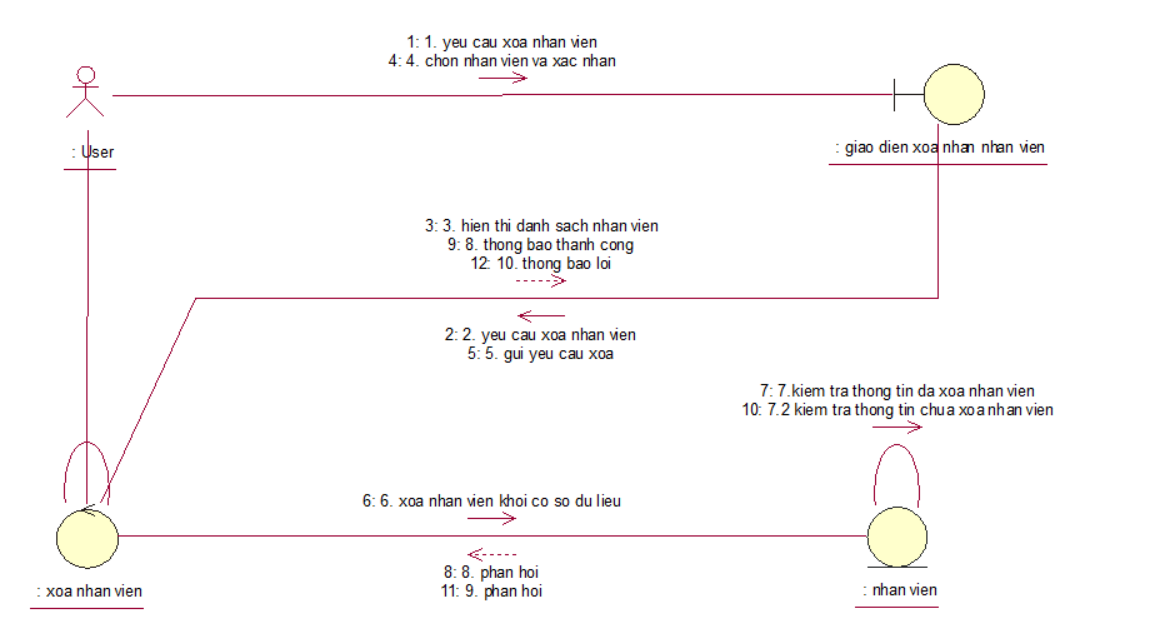 1: 1. yeu cau xoa nhan vien
4: 4. chon nhan vien va xac nhan
: User
: giao dien xoa nhan nhan vien
3: 3. hien thi danh sach nhan vien
9: 8. thong bao thanh cong
12: 10. thong bao loi
2: 2. yeu cau xoa nhan vien
5: 5. gui yeu cau xoa
7: 7.kiem tra thong tin da xoa nhan vien
10: 7.2 kiem tra thong tin chua xoa nhan vien
6: 6. xoa nhan vien khoi co so du lieu
8: 8. phan hoi
11: 9. phan hoi
: xoa nhan vien
: nhan vien